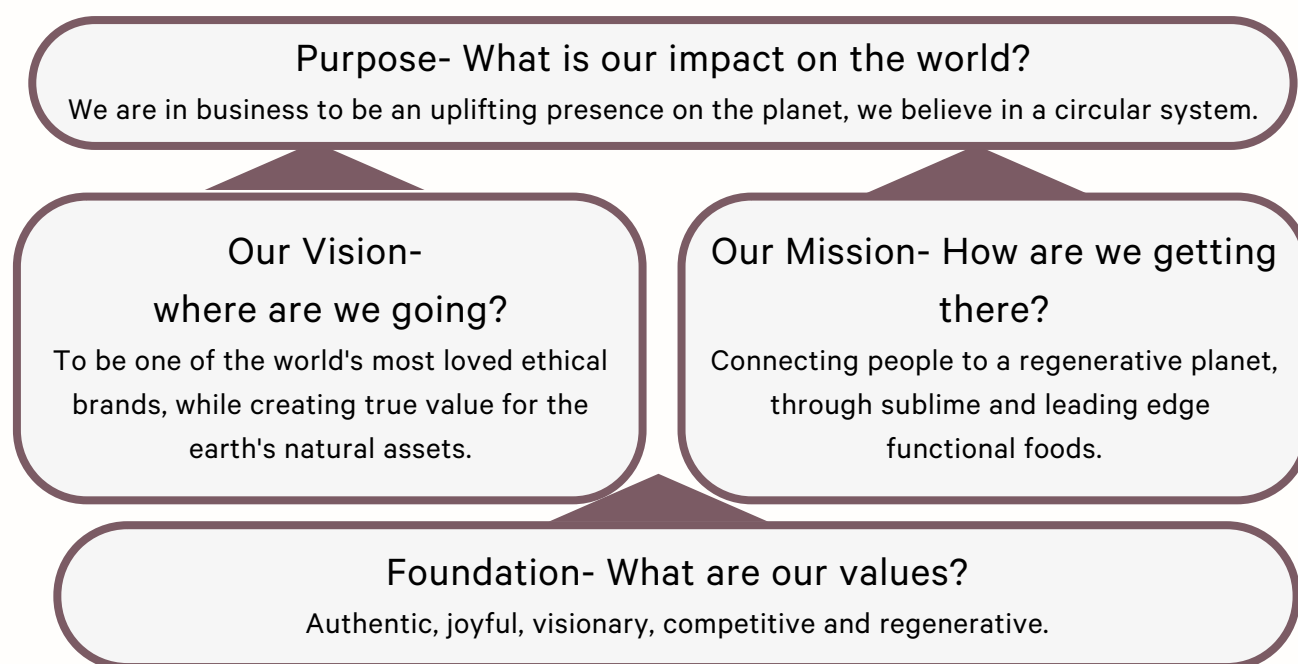 Purpose- What is our impact on the world?
We are in business to be an uplifting presence on the planet, we believe in a circular system.
Our Vision-
where are we going?
To be one of the world's most loved ethical
brands, while creating true value for the
earth's natural assets.
Our Mission- How are we getting
there?
Connecting people to a regenerative planet,
through sublime and leading edge
functional foods.
Foundation- What are our values?
Authentic, joyful, visionary, competitive and regenerative.